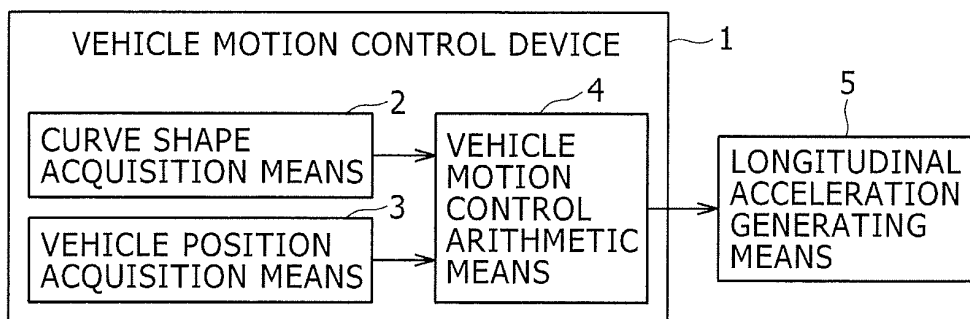 VEHICLE MOTION CONTROL DEVICE
1
2
CURVE SHAPE
ACQUISITION MEANS
3
VEHICLE POSITION
ACQUISITION MEANS
4
VEHICLE
MOTION
CONTROL
ARITHMETIC
MEANS
5
LONGITUDINAL
ACCELERATION
GENERATING
MEANS